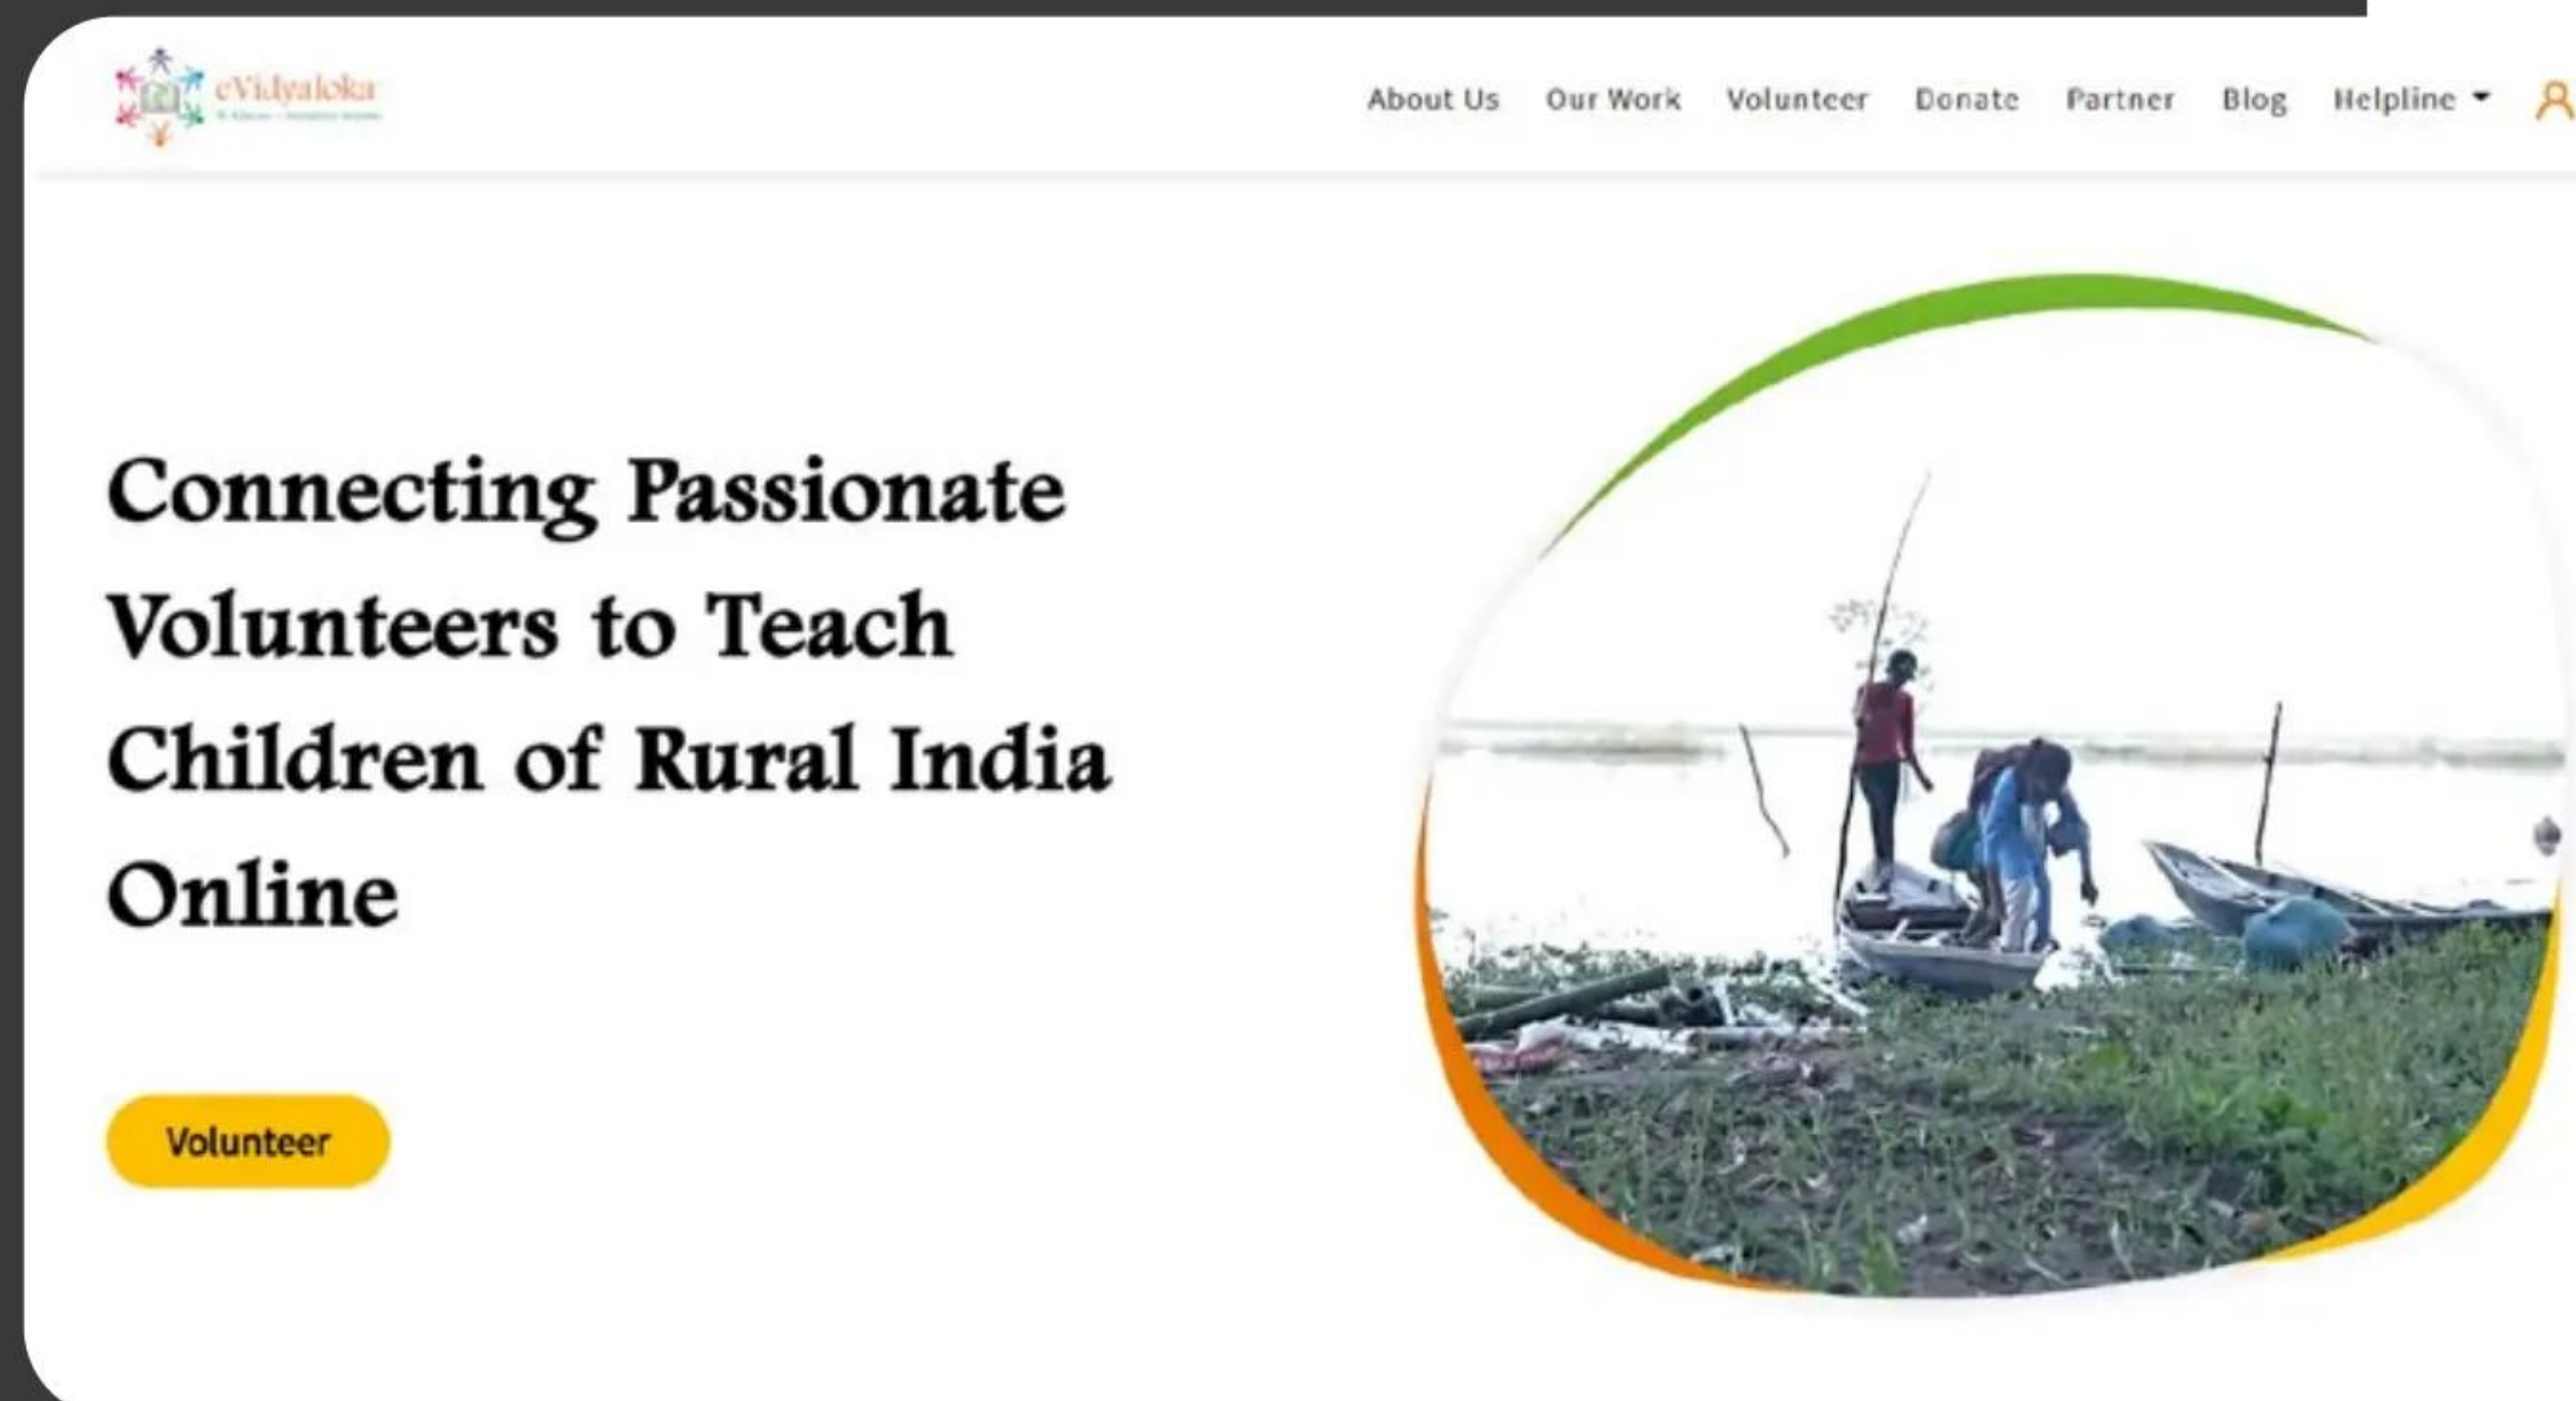 eVidyaloka
About Us Our Work Volunteer Donate Partner Blog Helpline
Connecting Passionate
Volunteers to Teach
Children of Rural India
Online
Volunteer